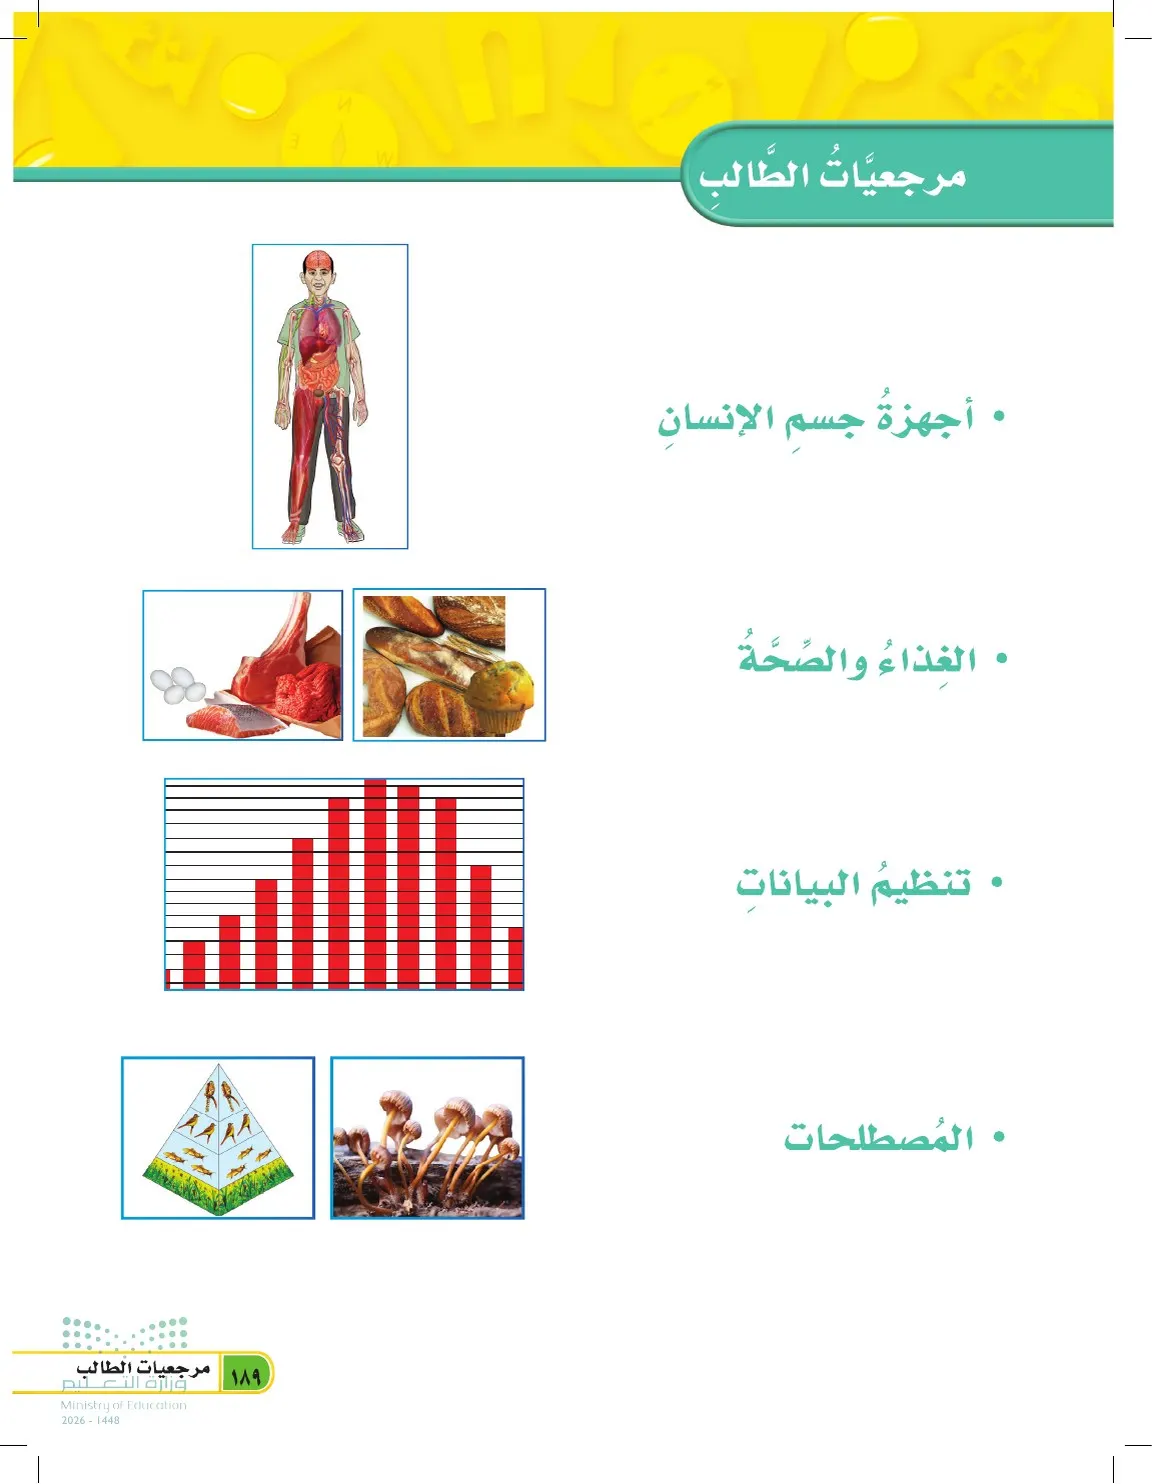 مرجعيَّاتُ الطَّالبِ
• أجهزةُ جسمِ الإنسانِ
• الغِذاءُ والصِّحَّةُ
• تنظيمُ البياناتِ
• المُصطلحات
مرجعيات الطالب ١٨٩
وزارة التعليم
Ministry of Education
2026 - 1448